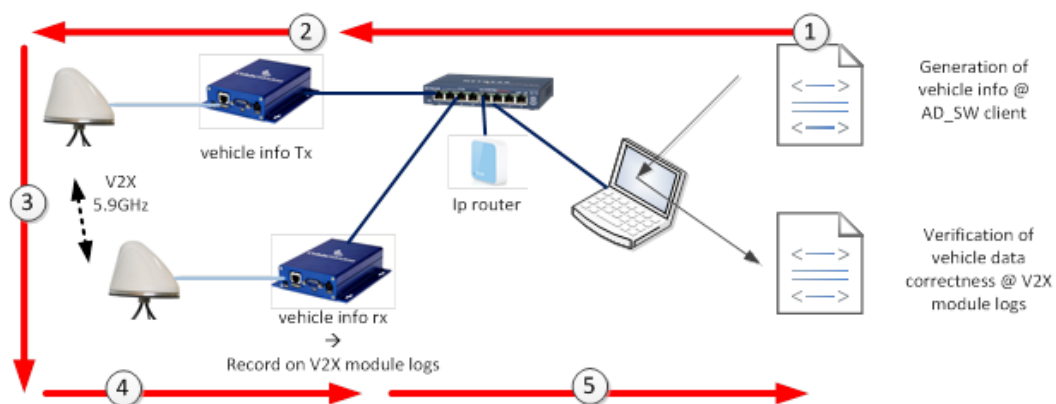 2
1
Generation of
vehicle info @
AD_SW client
vehicle info Tx
V2X
5.9GHz
3
Ip router
Verification of
vehicle data
correctness @ V2X
module logs
vehicle info rx
→
Record on V2X module logs
4
5